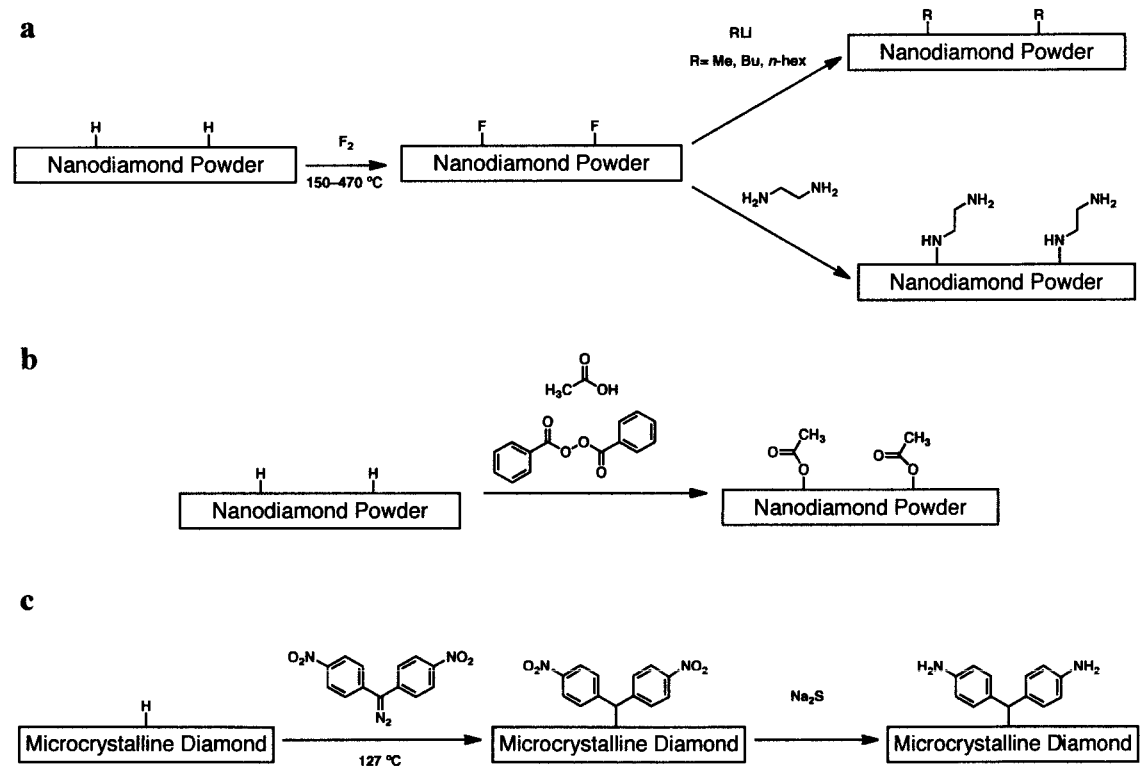 a
H H
Nanodiamond Powder
F2
150–470 °C
F F
Nanodiamond Powder
RLi
R= Me, Bu, n-hex
R R
Nanodiamond Powder
H2N NH2
NH2 NH2
HN HN
Nanodiamond Powder
b
O
H3C OH
O
O O
O
H H
Nanodiamond Powder
CH3 CH3
O O
O O
Nanodiamond Powder
c
O2N NO2
N2
H
Microcrystalline Diamond
127 °C
O2N NO2
Microcrystalline Diamond
Na2S
H2N NH2
Microcrystalline Diamond